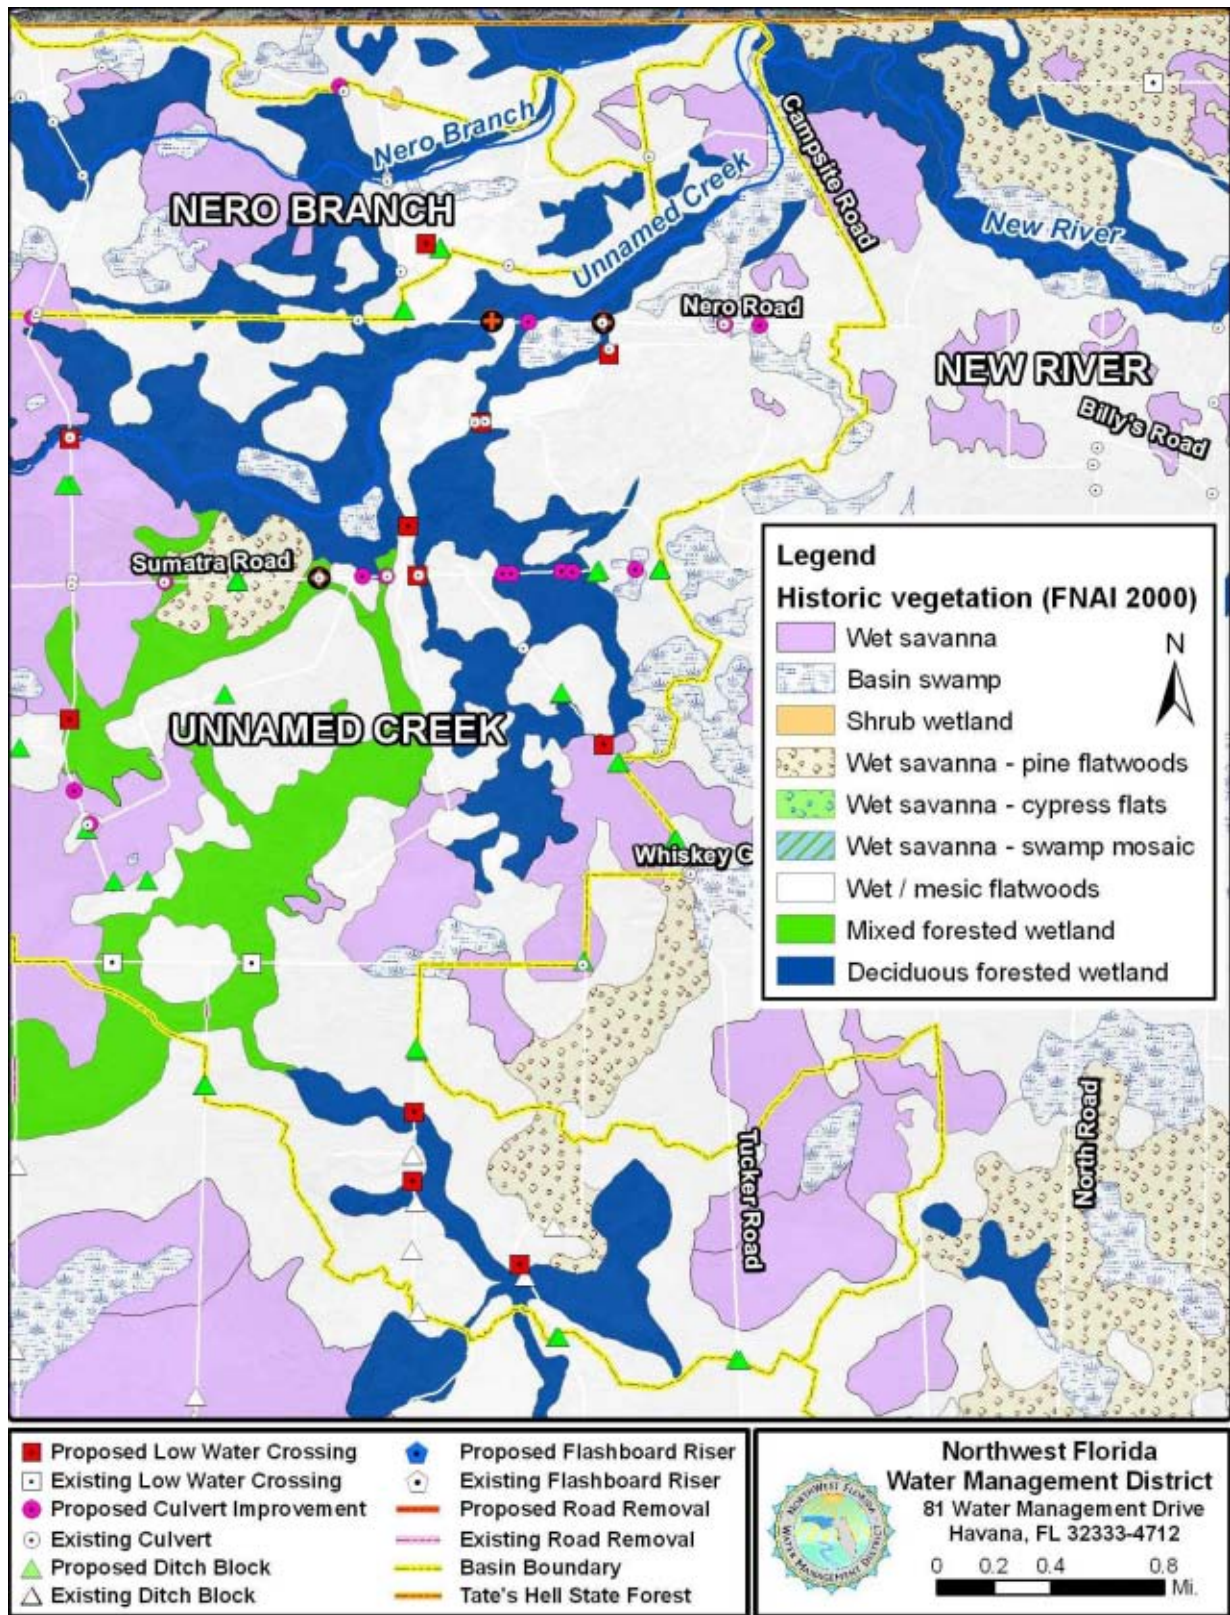 Nero Branch
Campsite Road
NERO BRANCH
Unnamed Creek
New River
Nero Road
NEW RIVER
Billy's Road
Sumatra Road
UNNAMED CREEK
Whiskey G
Tucker Road
North Road
Legend
Historic vegetation (FNAI 2000)
Wet savanna
N
Basin swamp
Shrub wetland
Wet savanna - pine flatwoods
Wet savanna - cypress flats
Wet savanna - swamp mosaic
Wet / mesic flatwoods
Mixed forested wetland
Deciduous forested wetland
Proposed Low Water Crossing
Existing Low Water Crossing
Proposed Culvert Improvement
Existing Culvert
Proposed Ditch Block
Existing Ditch Block
Proposed Flashboard Riser
Existing Flashboard Riser
Proposed Road Removal
Existing Road Removal
Basin Boundary
Tate's Hell State Forest
NORTHWEST FLORIDA
WATER MANAGEMENT DISTRICT
Northwest Florida
Water Management District
81 Water Management Drive
Havana, FL 32333-4712
0 0.2 0.4 0.8
Mi.